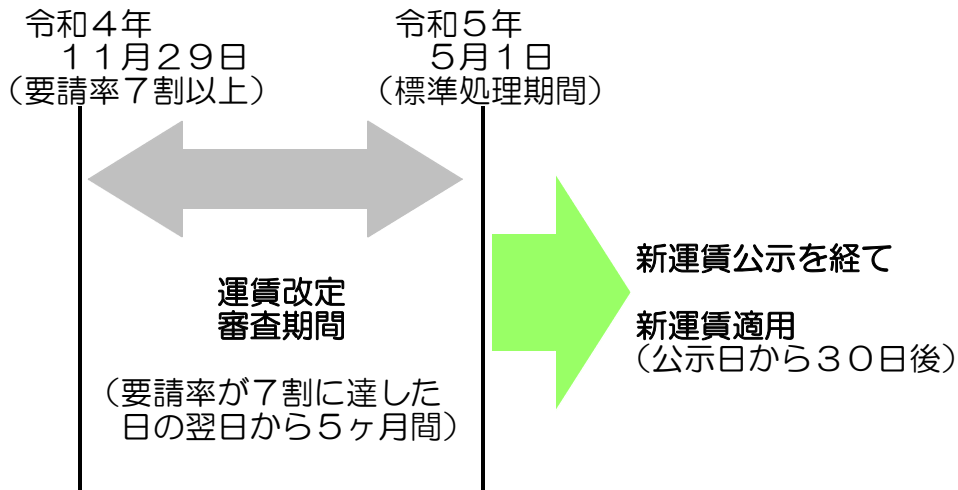 令和４年
１１月２９日
（要請率７割以上）
令和５年
５月１日
（標準処理期間）
運賃改定
審査期間
（要請率が７割に達した
日の翌日から５ヶ月間）
新運賃公示を経て
新運賃適用
（公示日から３０日後）